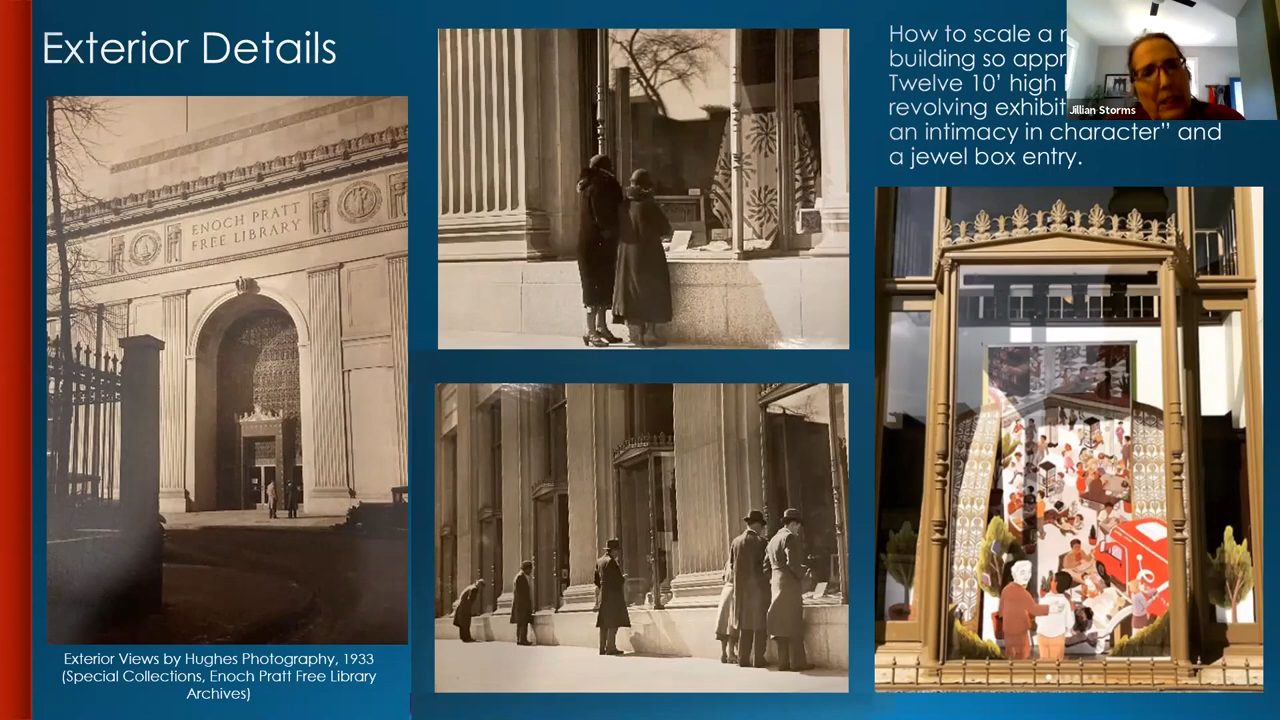 Exterior Details
ENOCH PRATT
FREE LIBRARY
Exterior Views by Hughes Photography, 1933
(Special Collections, Enoch Pratt Free Library
Archives)
How to scale a
building so
Twelve 10' high
revolving
an intimacy in character” and
a jewel box entry.
Jillian Storms